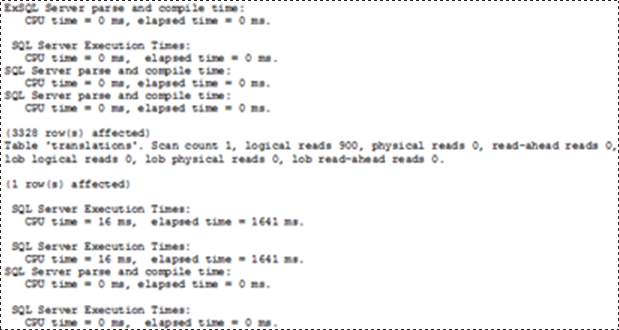 ExSQL Server parse and compile time:
CPU time = 0 ms, elapsed time = 0 ms.
SQL Server Execution Times:
CPU time = 0 ms, elapsed time = 0 ms.
SQL Server parse and compile time:
CPU time = 0 ms, elapsed time = 0 ms.
SQL Server parse and compile time:
CPU time = 0 ms, elapsed time = 0 ms.
(3328 row(s) affected)
Table 'translations'. Scan count 1, logical reads 900, physical reads 0, read-ahead reads 0,
lob logical reads 0, lob physical reads 0, lob read-ahead reads 0.
(1 row(s) affected)
SQL Server Execution Times:
CPU time = 16 ms, elapsed time = 1641 ms.
SQL Server Execution Times:
CPU time = 16 ms, elapsed time = 1641 ms.
SQL Server parse and compile time:
CPU time = 0 ms, elapsed time = 0 ms.
SQL Server Execution Times:
CPU time = 0 ms, elapsed time = 0 ms.